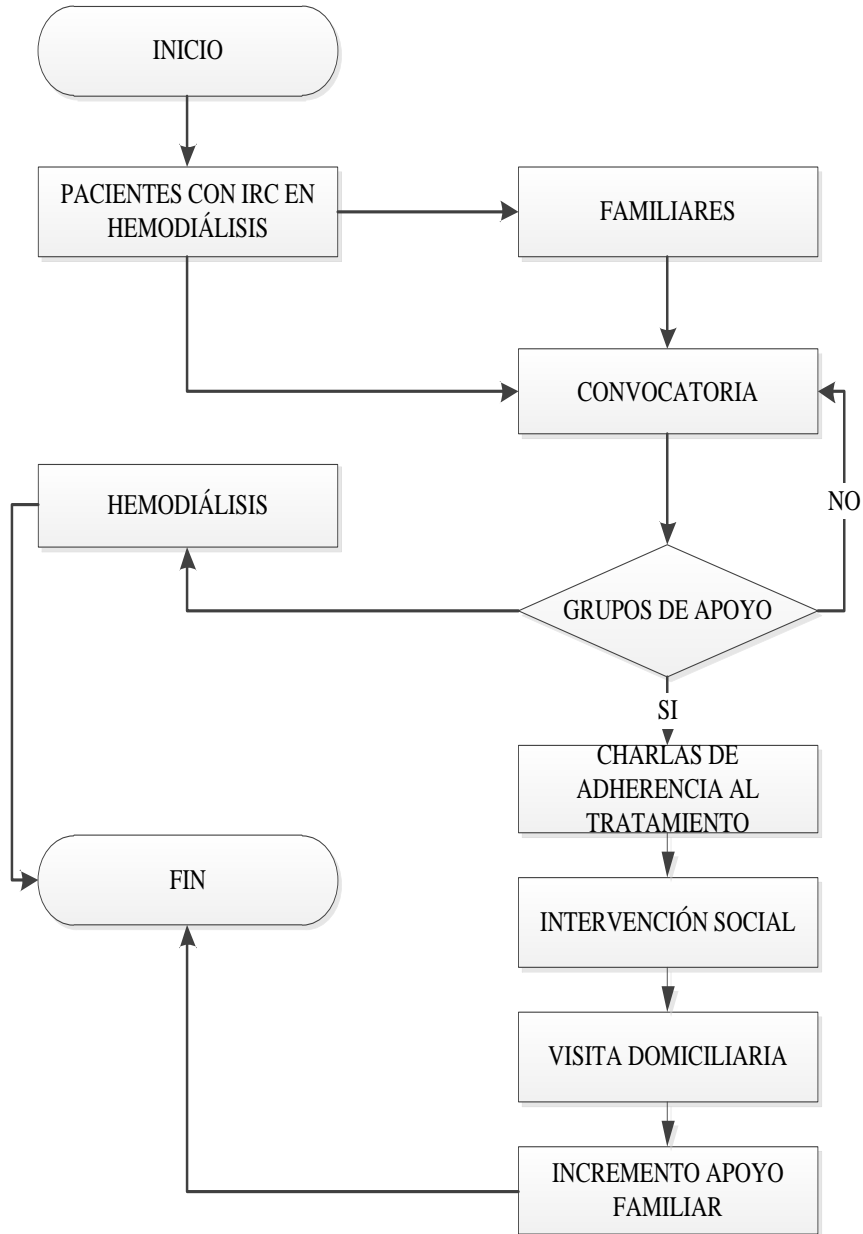 INICIO
PACIENTES CON IRC EN
HEMODIÁLISIS
FAMILIARES
CONVOCATORIA
HEMODIÁLISIS
NO
GRUPOS DE APOYO
SI
CHARLAS DE
ADHERENCIA AL
TRATAMIENTO
FIN
INTERVENCIÓN SOCIAL
VISITA DOMICILIARIA
INCREMENTO APOYO
FAMILIAR